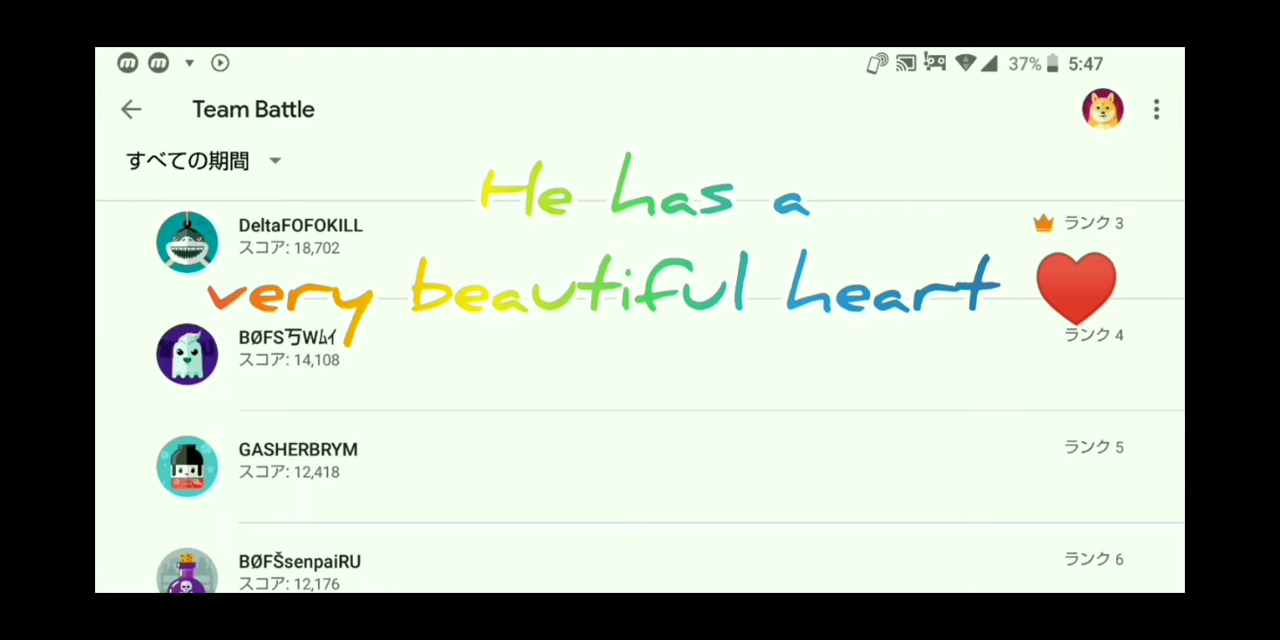 37% 5:47
Team Battle
すべての期間
He has a
DeltaFOFOKILL
スコア: 18,702
ランク 3
very beautiful heart
BØFS丂Wﾑｲ
スコア: 14,108
ランク 4
GASHERBRYM
スコア: 12,418
ランク 5
BØFŠsenpaiRU
スコア: 12,176
ランク 6